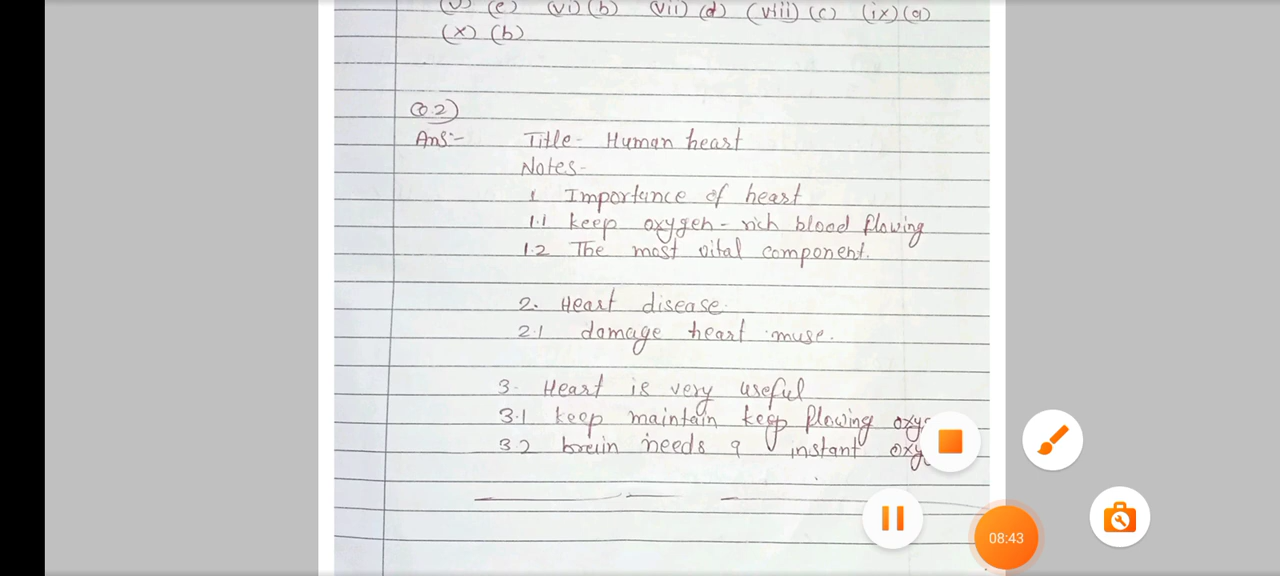 (v) (c) (vi) (b) (vii) (d) (viii) (c) (ix) (a)
(x) (b)
Q.2)
Ans:- Title- Human heart
Notes-
1 Importance of heart
1.1 keep oxygen-rich blood flowing
1.2 The most vital component.
2. Heart disease.
2.1 damage heart muse.
3. Heart is very useful
3.1 keep maintain keep flowing
3.2 brain needs a instant
08:43